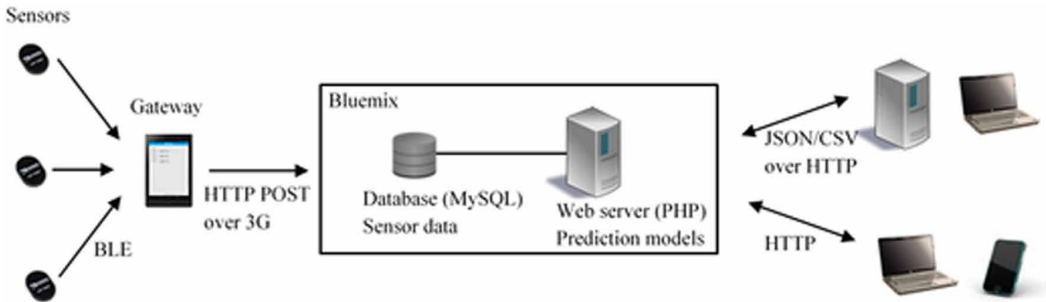 Sensors
Gateway
BLE
HTTP POST
over 3G
Bluemix
Database (MySQL)
Sensor data
Web server (PHP)
Prediction models
JSON/CSV
over HTTP
HTTP